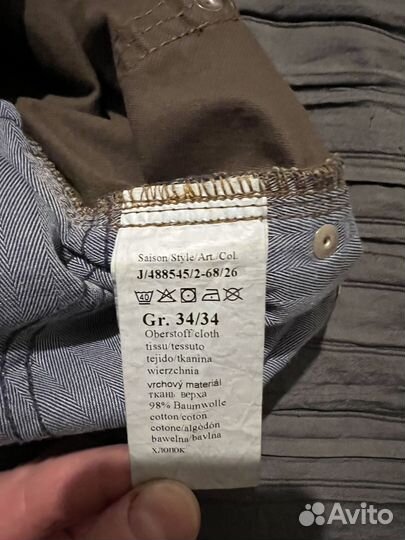 Saison/Style/Art./Col.
J/488545/2-68/26
40
Gr. 34/34
Oberstoff/cloth
tissu/tessuto
tejido/tkanina
wierzchnia
vrchový materiál
ткань верха
98% Baumwolle
cotton/coton
cotone/algodón
bawelna/bavlna
хлопок
Avito